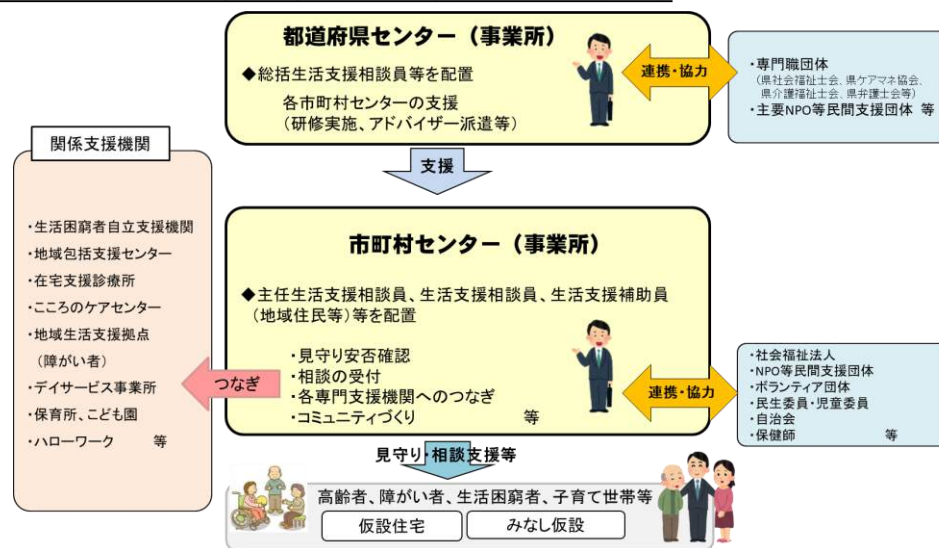 都道府県センター（事業所）
◆総括生活支援相談員等を配置
各市町村センターの支援
（研修実施、アドバイザー派遣等）
連携・協力
・専門職団体
（県社会福祉士会、県ケアマネ協会、
県介護福祉士会、県弁護士会等）
・主要NPO等民間支援団体 等
支援
関係支援機関
・生活困窮者自立支援機関
・地域包括支援センター
・在宅支援診療所
・こころのケアセンター
・地域生活支援拠点
（障がい者）
・デイサービス事業所
・保育所、こども園
・ハローワーク 等
つなぎ
市町村センター（事業所）
◆主任生活支援相談員、生活支援相談員、生活支援補助員
（地域住民等）等を配置
・見守り安否確認
・相談の受付
・各専門支援機関へのつなぎ
・コミュニティづくり 等
連携・協力
・社会福祉法人
・NPO等民間支援団体
・ボランティア団体
・民生委員・児童委員
・自治会
・保健師 等
見守り・相談支援等
高齢者、障がい者、生活困窮者、子育て世帯等
仮設住宅
みなし仮設